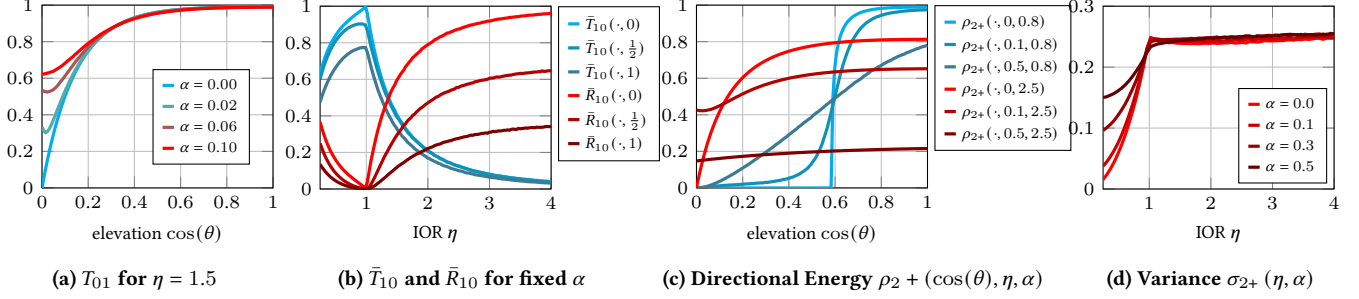 1
0.8
0.6
0.4
0.2
0
0 0.2 0.4 0.6 0.8 1
elevation cos(θ)
α = 0.00
α = 0.02
α = 0.06
α = 0.10
(a) T₀₁ for η = 1.5
1
0.8
0.6
0.4
0.2
0
1 2 3 4
IOR η
T̄₁₀(·, 0)
T̄₁₀(·, ½)
T̄₁₀(·, 1)
R̄₁₀(·, 0)
R̄₁₀(·, ½)
R̄₁₀(·, 1)
(b) T̄₁₀ and R̄₁₀ for fixed α
1
0.8
0.6
0.4
0.2
0
0 0.2 0.4 0.6 0.8 1
elevation cos(θ)
ρ₂₊(·, 0, 0.8)
ρ₂₊(·, 0.1, 0.8)
ρ₂₊(·, 0.5, 0.8)
ρ₂₊(·, 0, 2.5)
ρ₂₊(·, 0.1, 2.5)
ρ₂₊(·, 0.5, 2.5)
(c) Directional Energy ρ₂ + (cos(θ), η, α)
0.3
0.2
0.1
0
1 2 3 4
IOR η
α = 0.0
α = 0.1
α = 0.3
α = 0.5
(d) Variance σ₂₊ (η, α)